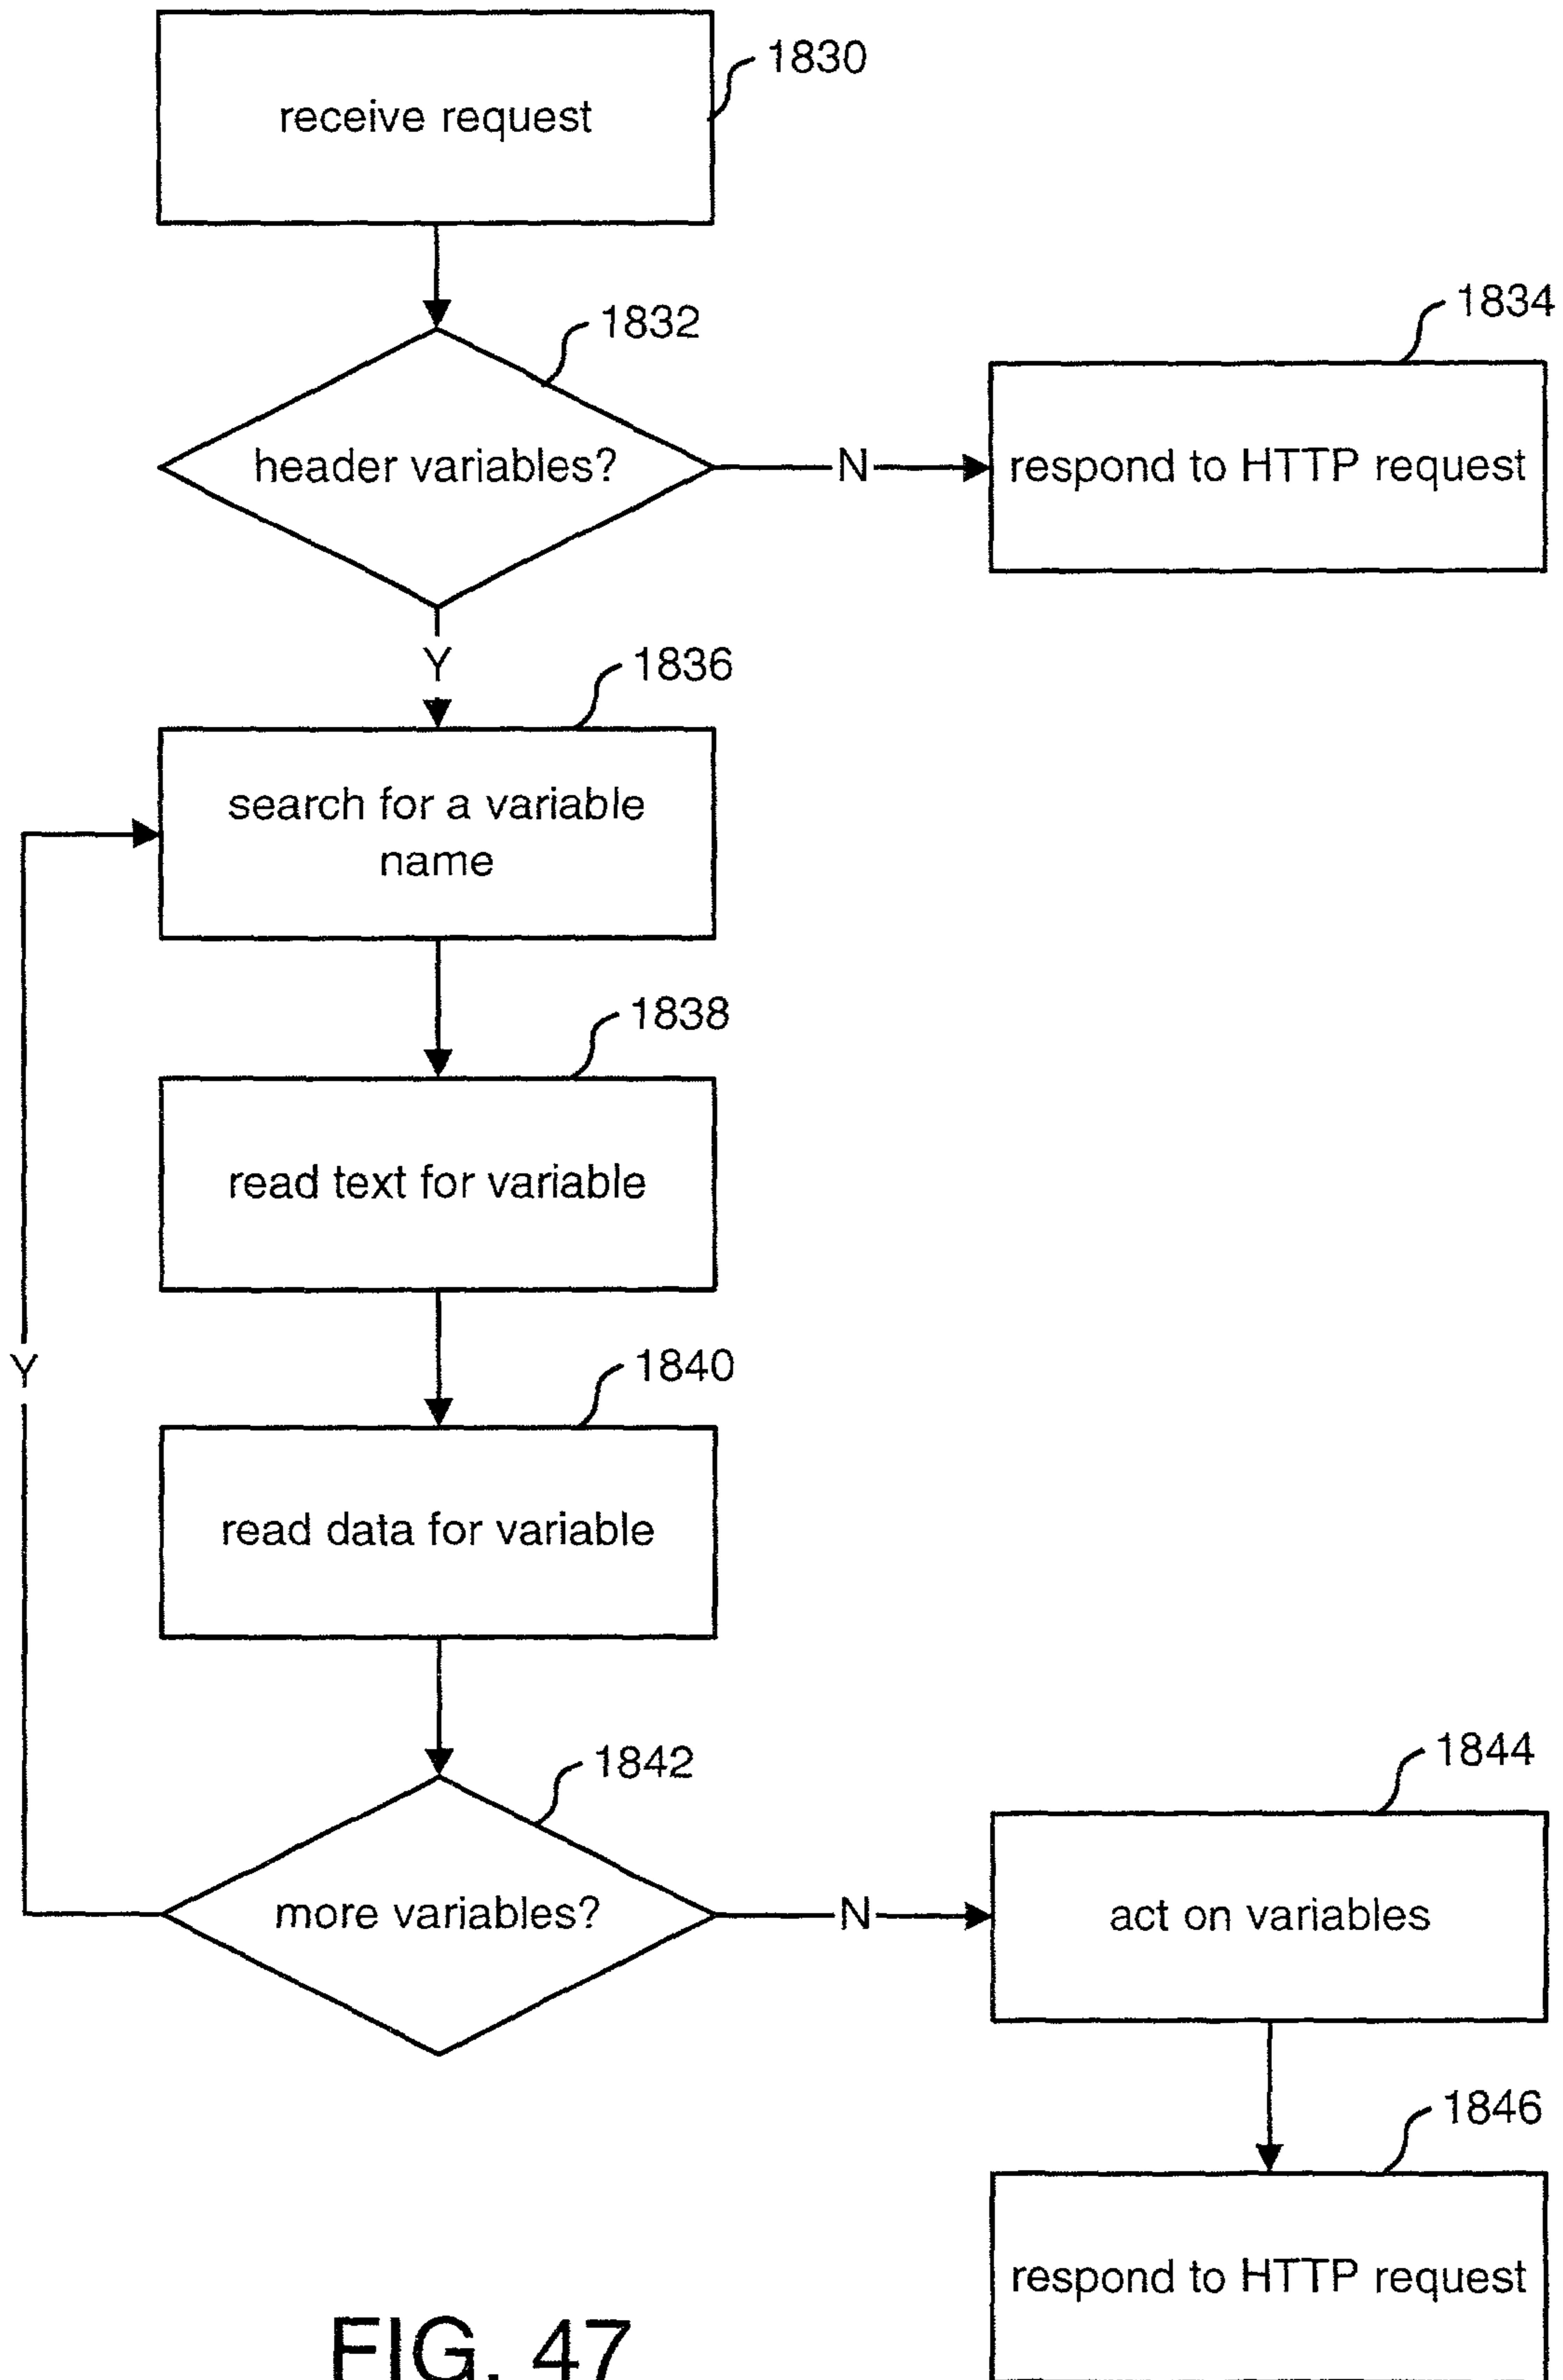 1830
receive request
1832
1834
header variables?
N
respond to HTTP request
Y
1836
search for a variable
name
1838
read text for variable
Y
1840
read data for variable
1842
1844
more variables?
N
act on variables
1846
respond to HTTP request
FIG. 47